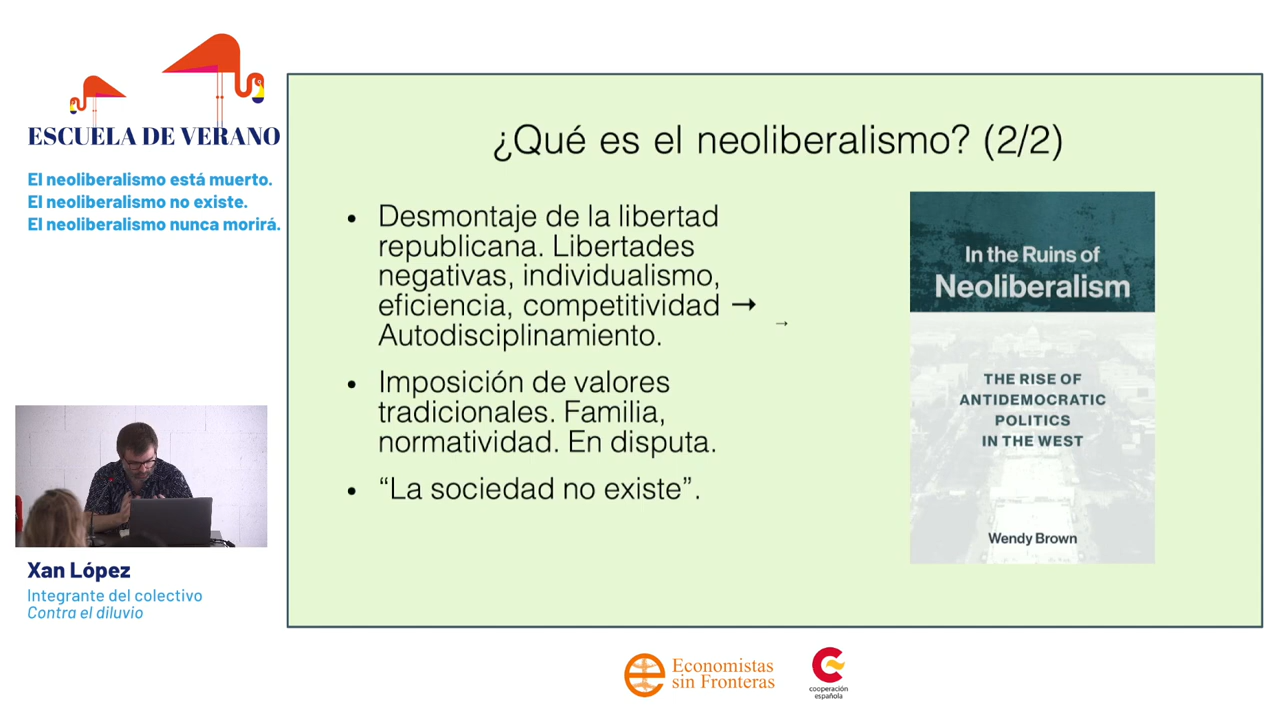 ESCUELA DE VERANO
El neoliberalismo está muerto.
El neoliberalismo no existe.
El neoliberalismo nunca morirá.
¿Qué es el neoliberalismo? (2/2)
• Desmontaje de la libertad
republicana. Libertades
negativas, individualismo,
eficiencia, competitividad →
→
Autodisciplinamiento.
• Imposición de valores
tradicionales. Familia,
normatividad. En disputa.
• “La sociedad no existe”.
In the Ruins of
Neoliberalism
THE RISE OF
ANTIDEMOCRATIC
POLITICS
IN THE WEST
Wendy Brown
Xan López
Integrante del colectivo
Contra el diluvio
Economistas
sin Fronteras
cooperación
española